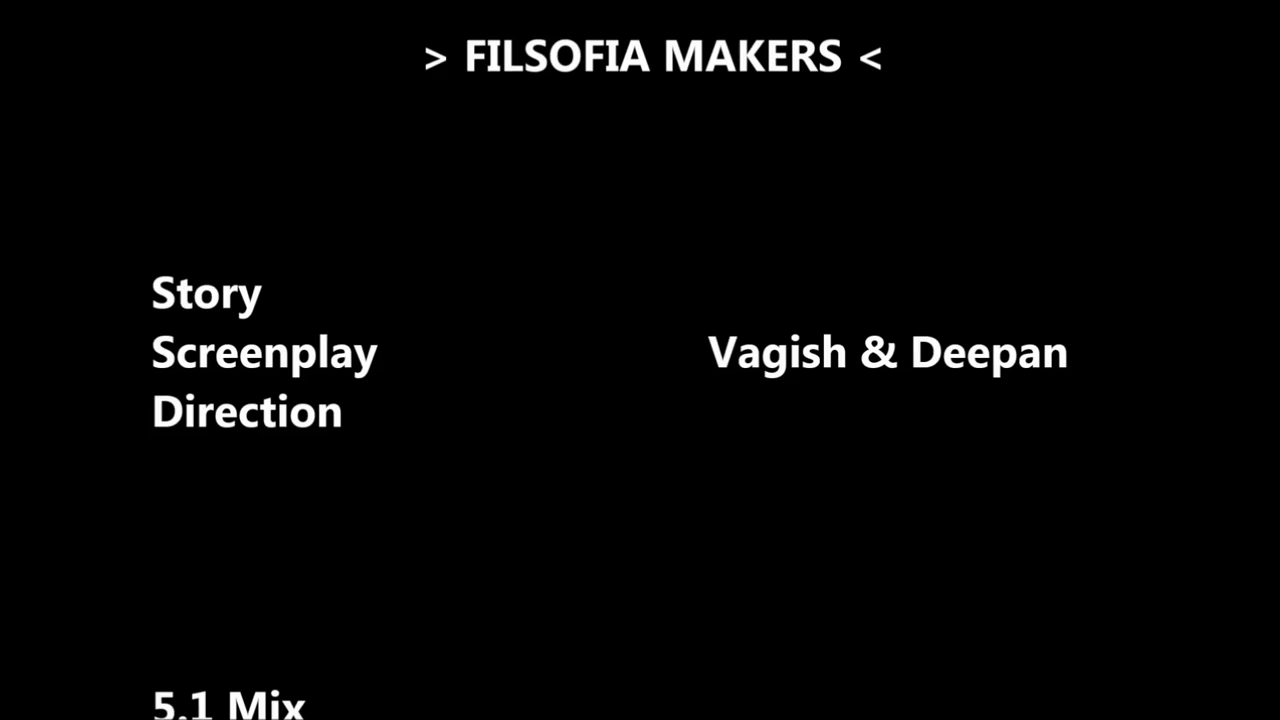 > FILSOFIA MAKERS <
Story
Screenplay Vagish & Deepan
Direction
5.1 Mix